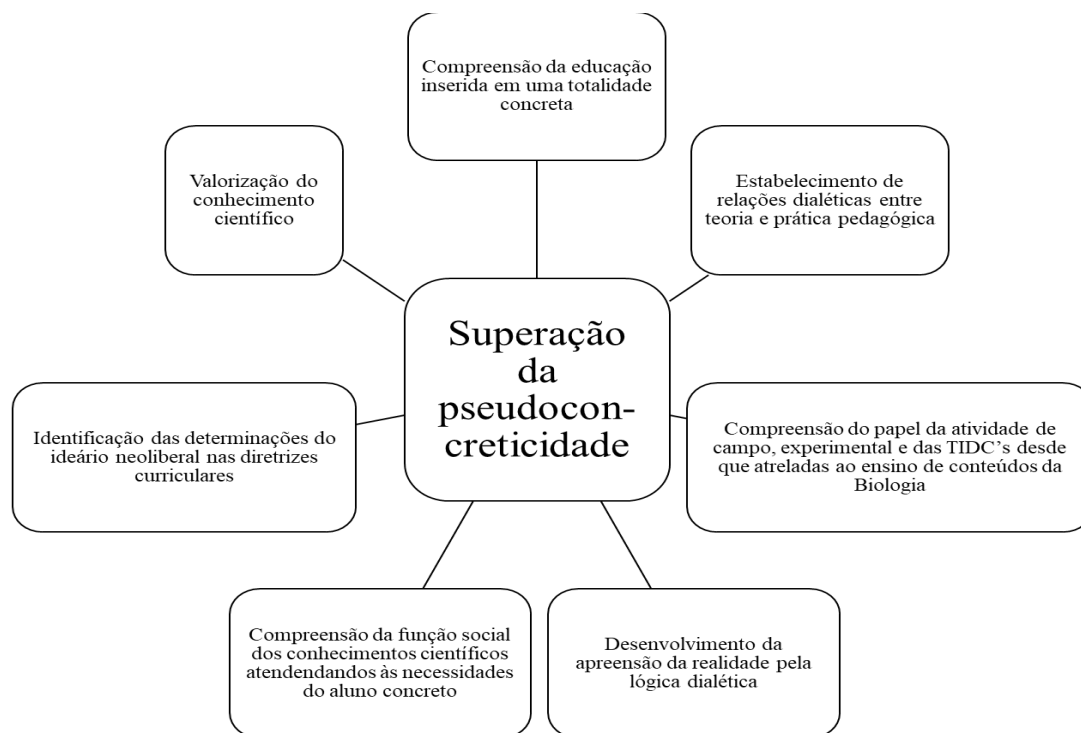 Compreensão da educação
inserida em uma totalidade
concreta
Valorização do
conhecimento
científico
Estabelecimento de
relações dialéticas entre
teoria e prática pedagógica
Superação
da
pseudocon-
creticidade
Identificação das determinações do
ideário neoliberal nas diretrizes
curriculares
Compreensão do papel da atividade de
campo, experimental e das TIDC's desde
que atreladas ao ensino de conteúdos da
Biologia
Compreensão da função social
dos conhecimentos científicos
atendendandos às necessidades
do aluno concreto
Desenvolvimento da
apreensão da realidade pela
lógica dialética